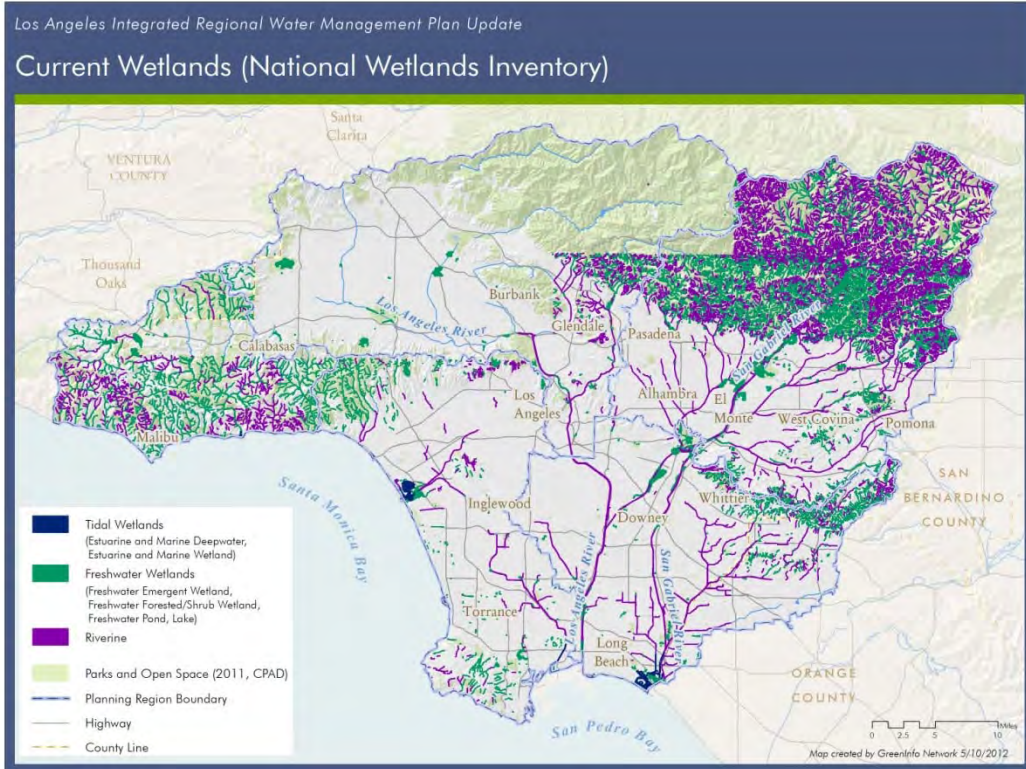 Los Angeles Integrated Regional Water Management Plan Update
Current Wetlands (National Wetlands Inventory)
Santa
Clarita
VENTURA
COUNTY
Thousand
Oaks
Burbank
Los Angeles River
Glendale
Pasadena
San Gabriel River
Calabasas
Los
Angeles
Alhambra
El
Monte
West Covina
Pomona
Malibu
SAN
BERNARDINO
COUNTY
Santa Monica Bay
Inglewood
Whittier
Downey
Los Angeles River
San Gabriel River
Torrance
Long
Beach
ORANGE
COUNTY
San Pedro Bay
Tidal Wetlands
(Estuarine and Marine Deepwater,
Estuarine and Marine Wetland)
Freshwater Wetlands
(Freshwater Emergent Wetland,
Freshwater Forested/Shrub Wetland,
Freshwater Pond, Lake)
Riverine
Parks and Open Space (2011, CPAD)
Planning Region Boundary
Highway
County Line
Miles
0 2.5 5 10
Map created by GreenInfo Network 5/10/2012